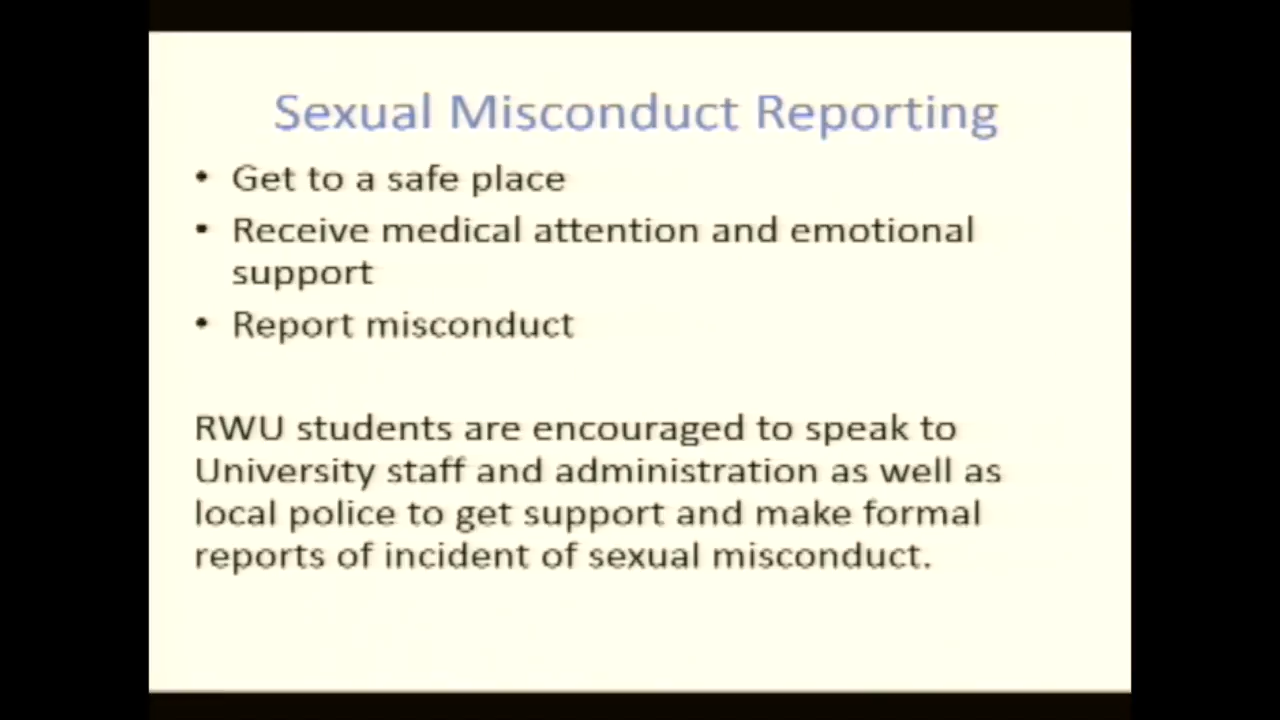 Sexual Misconduct Reporting
• Get to a safe place
• Receive medical attention and emotional
support
• Report misconduct
RWU students are encouraged to speak to
University staff and administration as well as
local police to get support and make formal
reports of incident of sexual misconduct.